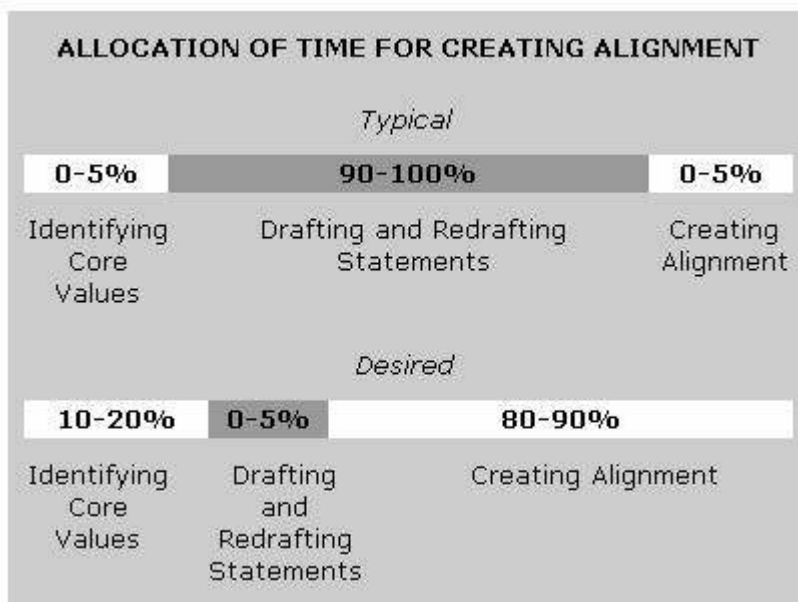 ALLOCATION OF TIME FOR CREATING ALIGNMENT
Typical
0-5% 90-100% 0-5%
Identifying Drafting and Redrafting Creating
Core Statements Alignment
Values
Desired
10-20% 0-5% 80-90%
Identifying Drafting Creating Alignment
Core and
Values Redrafting
Statements